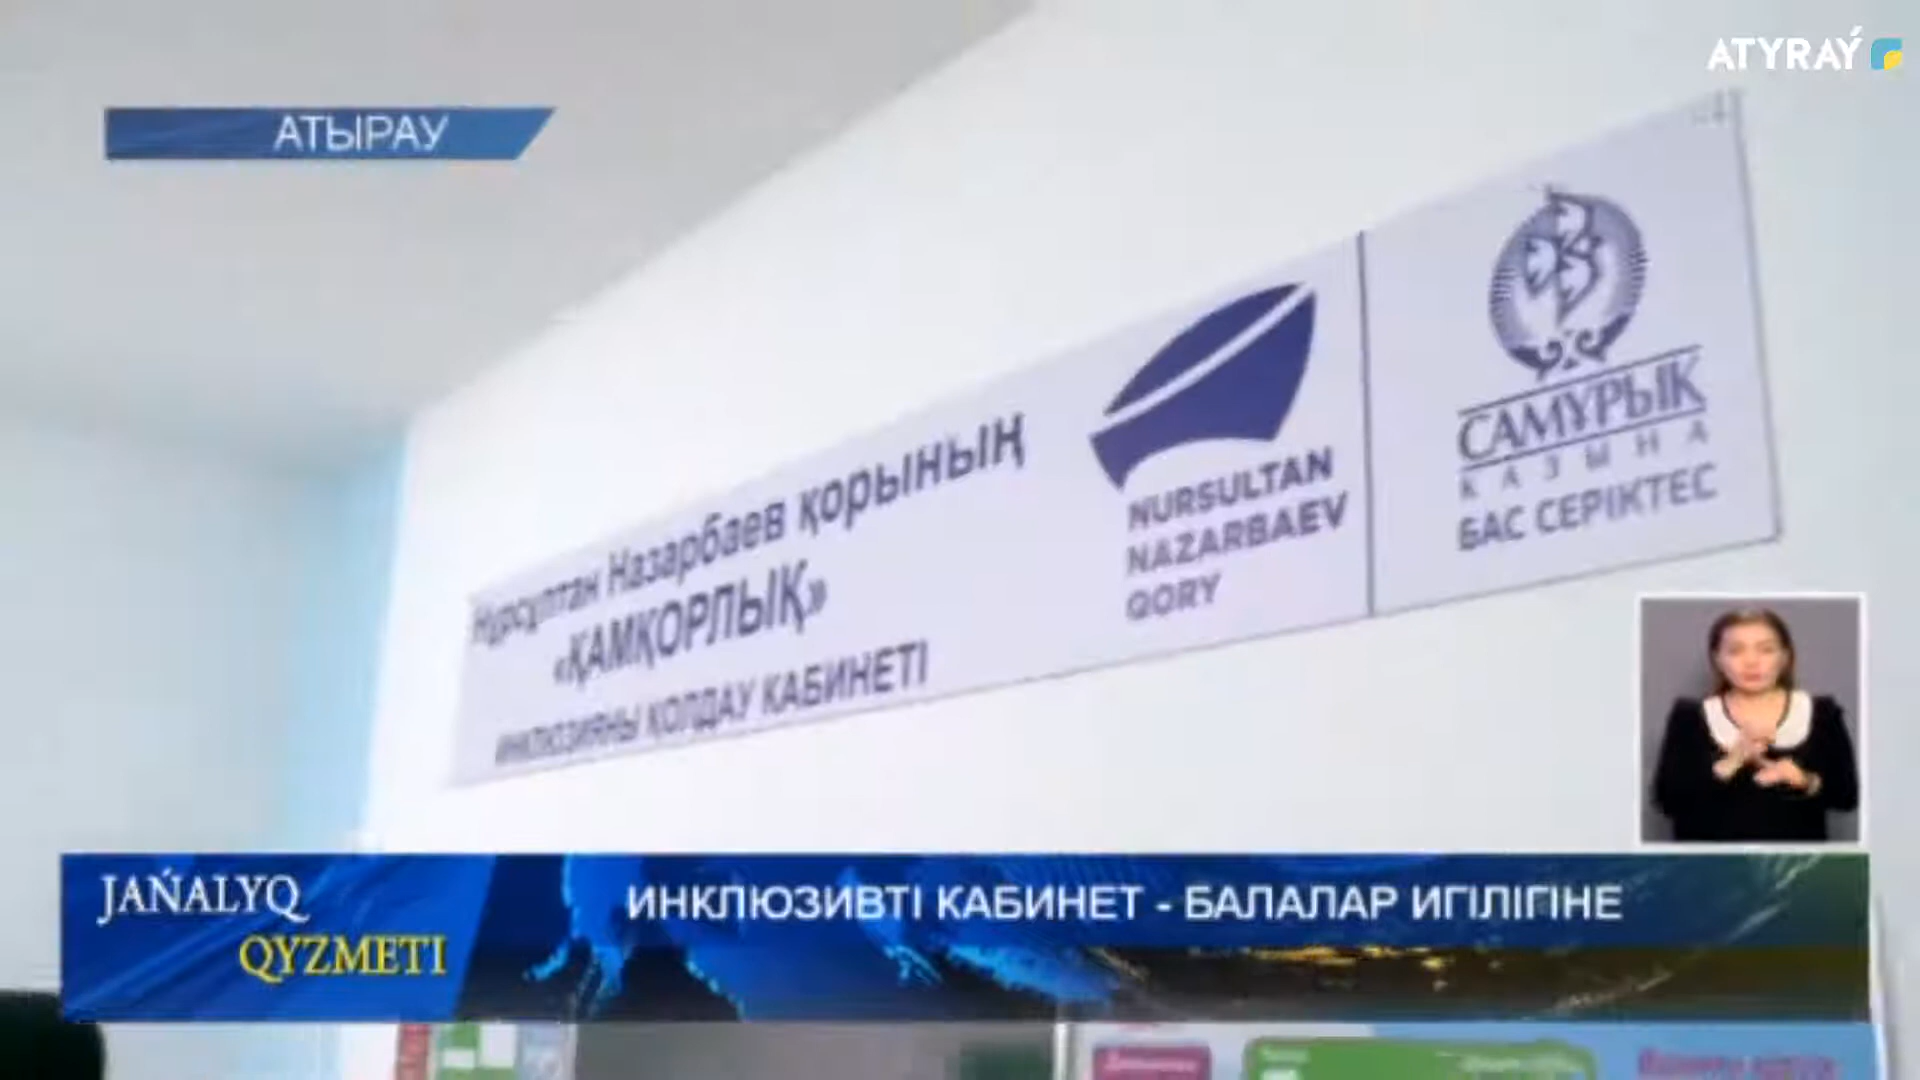 ATYRAÝ
АТЫРАУ
Нұрсұлтан Назарбаев қорының
«ҚАМҚОРЛЫҚ»
ИНКЛЮЗИЯНЫ ҚОЛДАУ КАБИНЕТІ
NURSULTAN
NAZARBAEV
QORY
САМҰРЫҚ
ҚАЗЫНА
БАС СЕРІКТЕС
JAŃALYQ
QYZMETI
ИНКЛЮЗИВТІ КАБИНЕТ - БАЛАЛАР ИГІЛІГІНЕ